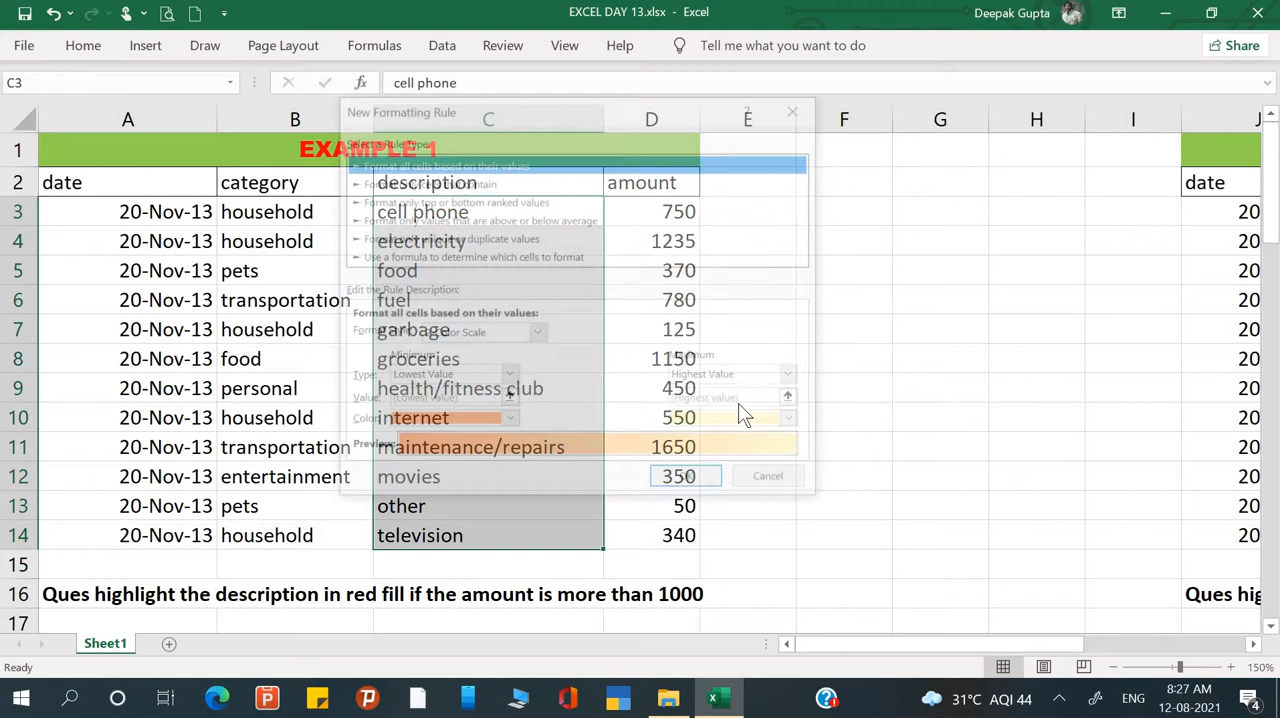 EXCEL DAY 13.xlsx - Excel
Deepak Gupta
File Home Insert Draw Page Layout Formulas Data Review View Help Tell me what you want to do Share
C3 fx cell phone
New Formatting Rule ?
A B C D E F G H I J
Select a Rule Type:
1 EXAMPLE 1
► Format all cells based on their values
2 date category description amount date
► Format only cells that contain
► Format only top or bottom ranked values
3 20-Nov-13 household cell phone 750 20
► Format only values that are above or below average
4 20-Nov-13 household electricity 1235 20
► Format only unique or duplicate values
► Use a formula to determine which cells to format
5 20-Nov-13 pets food 370 20
Edit the Rule Description:
6 20-Nov-13 transportation fuel 780 20
Format all cells based on their values:
7 20-Nov-13 household garbage 125 20
Color Scale
Minimum Maximum
8 20-Nov-13 food groceries 1150 20
Type: Lowest Value Highest Value
9 20-Nov-13 personal health/fitness club 450 20
Value: (Lowest value) (Highest value)
10 20-Nov-13 household internet 550 20
Color:
11 20-Nov-13 transportation maintenance/repairs 1650 20
Preview:
12 20-Nov-13 entertainment movies 350 20
Cancel
13 20-Nov-13 pets other 50 20
14 20-Nov-13 household television 340 20
15
16 Ques highlight the description in red fill if the amount is more than 1000 Ques hig
17
Sheet1
Ready 150%
31°C AQI 44 ENG 8:27 AM
12-08-2021 4